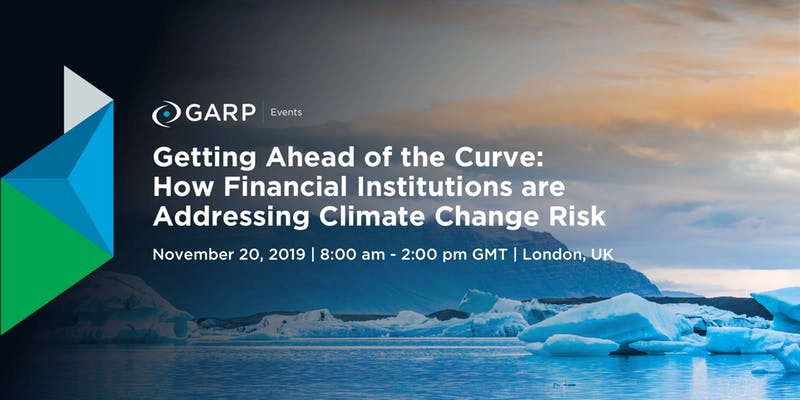 GARP | Events
Getting Ahead of the Curve:
How Financial Institutions are
Addressing Climate Change Risk
November 20, 2019 | 8:00 am - 2:00 pm GMT | London, UK